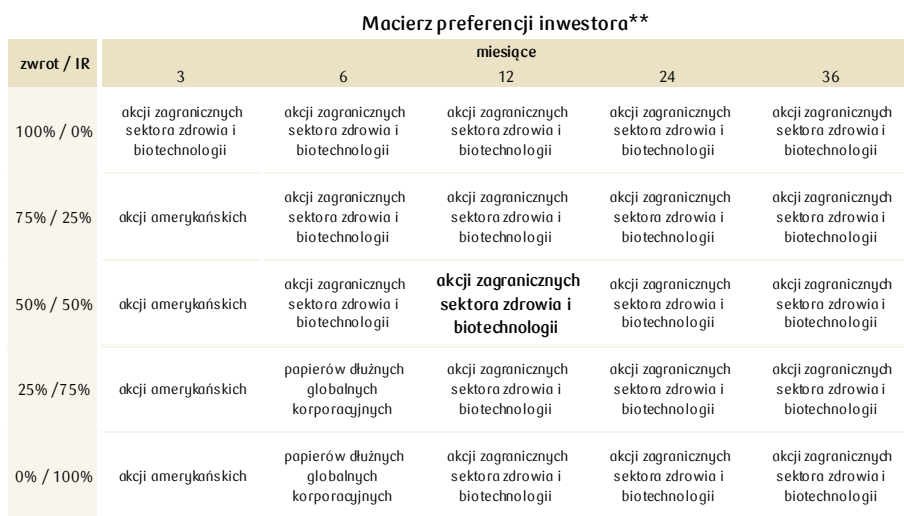 Macierz preferencji inwestora**
zwrot / IR
miesiące
3 6 12 24 36
100% / 0%
akcji zagranicznych
sektora zdrowia i
biotechnologii
akcji zagranicznych
sektora zdrowia i
biotechnologii
akcji zagranicznych
sektora zdrowia i
biotechnologii
akcji zagranicznych
sektora zdrowia i
biotechnologii
akcji zagranicznych
sektora zdrowia i
biotechnologii
75% / 25%
akcji amerykańskich
akcji zagranicznych
sektora zdrowia i
biotechnologii
akcji zagranicznych
sektora zdrowia i
biotechnologii
akcji zagranicznych
sektora zdrowia i
biotechnologii
akcji zagranicznych
sektora zdrowia i
biotechnologii
50% / 50%
akcji amerykańskich
akcji zagranicznych
sektora zdrowia i
biotechnologii
akcji zagranicznych
sektora zdrowia i
biotechnologii
akcji zagranicznych
sektora zdrowia i
biotechnologii
akcji zagranicznych
sektora zdrowia i
biotechnologii
25% /75%
akcji amerykańskich
papierów dłużnych
globalnych
korporacyjnych
akcji zagranicznych
sektora zdrowia i
biotechnologii
akcji zagranicznych
sektora zdrowia i
biotechnologii
akcji zagranicznych
sektora zdrowia i
biotechnologii
0% / 100%
akcji amerykańskich
papierów dłużnych
globalnych
korporacyjnych
akcji zagranicznych
sektora zdrowia i
biotechnologii
akcji zagranicznych
sektora zdrowia i
biotechnologii
akcji zagranicznych
sektora zdrowia i
biotechnologii